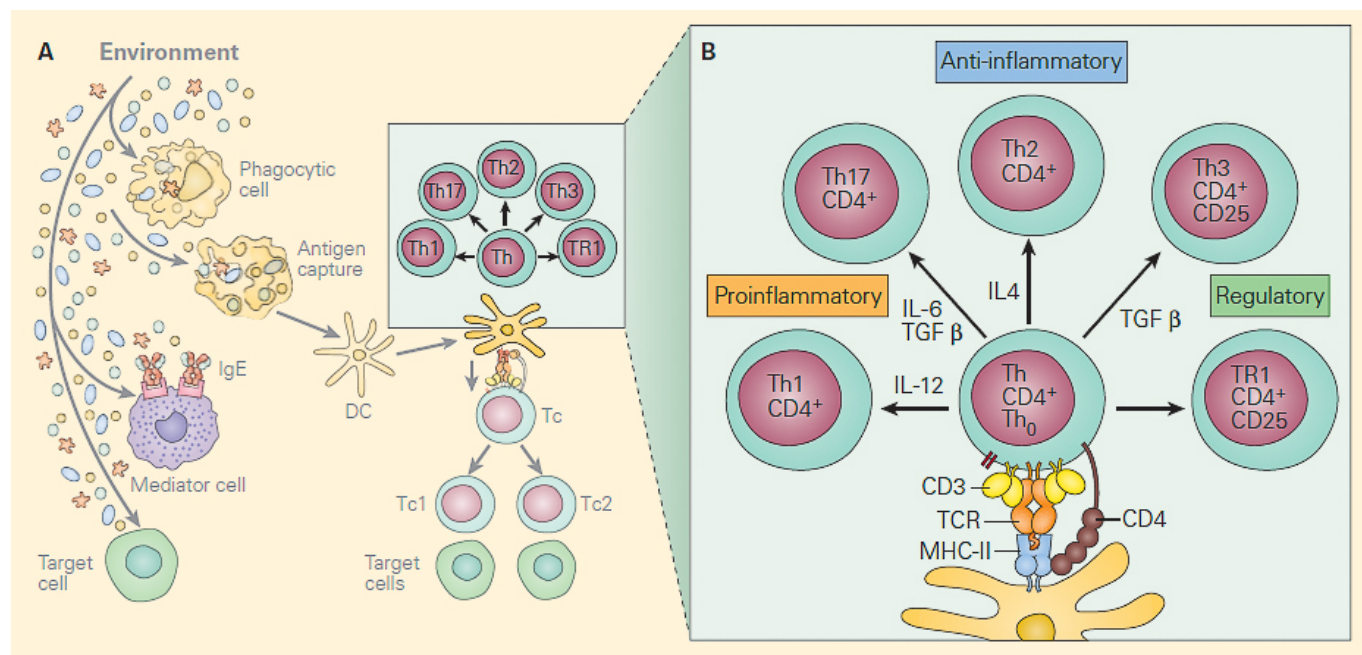 A
Environment
Phagocytic
cell
Antigen
capture
IgE
Mediator cell
Target
cell
DC
Th2
Th17
Th3
Th1
Th
TR1
Tc
Tc1
Tc2
Target
cells
B
Anti-inflammatory
Th17
CD4+
Th2
CD4+
Th3
CD4+
CD25
Proinflammatory
Regulatory
IL-6
TGF β
IL4
TGF β
Th1
CD4+
IL-12
Th
CD4+
Th0
TR1
CD4+
CD25
CD3
TCR
MHC-II
CD4